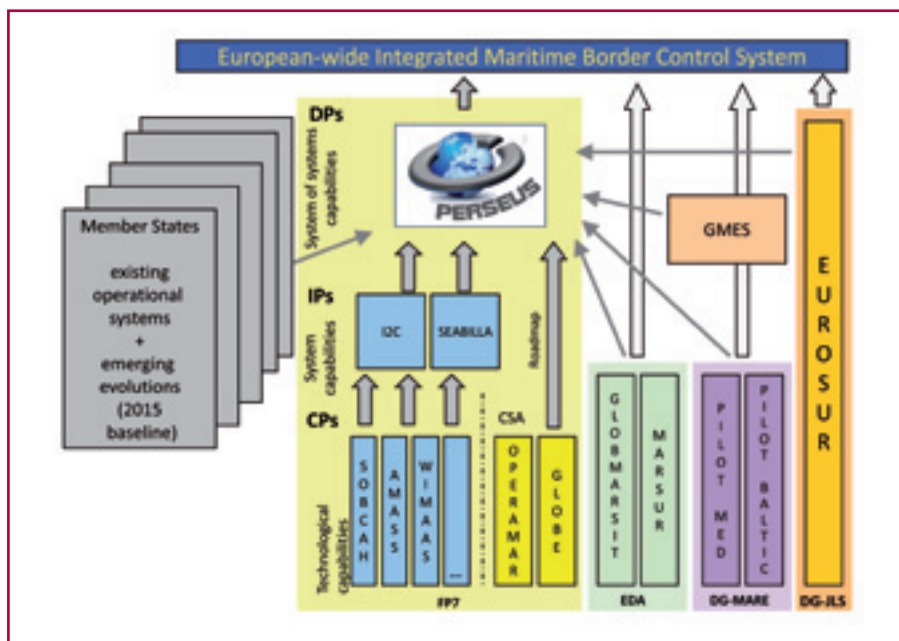 European-wide Integrated Maritime Border Control System
DPs
System of systems
capabilities
PERSEUS
Member States
existing
operational
systems
+
emerging
evolutions
(2015
baseline)
GMES
IPs
System
capabilities
I2C
SEABILLA
Roadmap
CPs
Technological
capabilities
SOBCAH
AMASS
WIMAAS
...
CSA
OPERAMAR
GLOBE
GLOBMARSIT
MARSUR
PILOT MED
PILOT BALTIC
EUROSUR
FP7
EDA
DG-MARE
DG-JLS